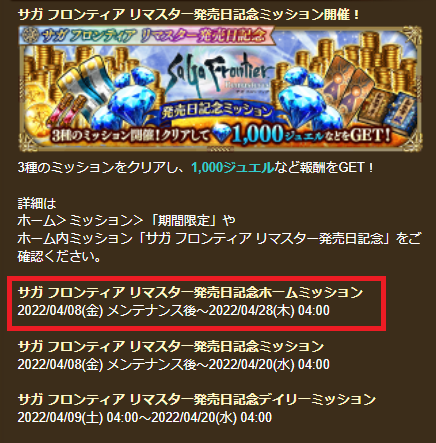 サガ フロンティア リマスター発売日記念ミッション開催！
サガ フロンティア リマスター発売日記念
SaGa Frontier
発売日記念ミッション
3種のミッション開催！クリアして1,000ジュエルなどをGET！
3種のミッションをクリアし、1,000ジュエルなど報酬をGET！
詳細は
ホーム＞ミッション＞「期間限定」や
ホーム内ミッション「サガ フロンティア リマスター発売日記念」をご
確認ください。
サガ フロンティア リマスター発売日記念ホームミッション
2022/04/08(金) メンテナンス後～2022/04/28(木) 04:00
サガ フロンティア リマスター発売日記念ミッション
2022/04/08(金) メンテナンス後～2022/04/20(水) 04:00
サガ フロンティア リマスター発売日記念デイリーミッション
2022/04/09(土) 04:00～2022/04/20(水) 04:00